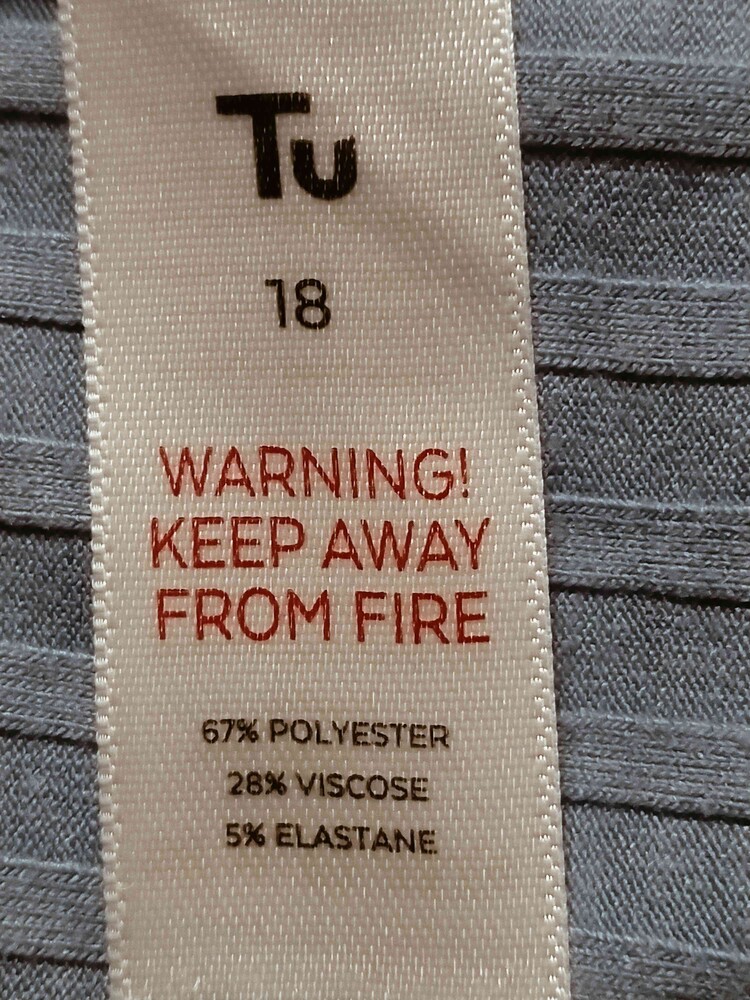 Tu
18
WARNING!
KEEP AWAY
FROM FIRE
67% POLYESTER
28% VISCOSE
5% ELASTANE